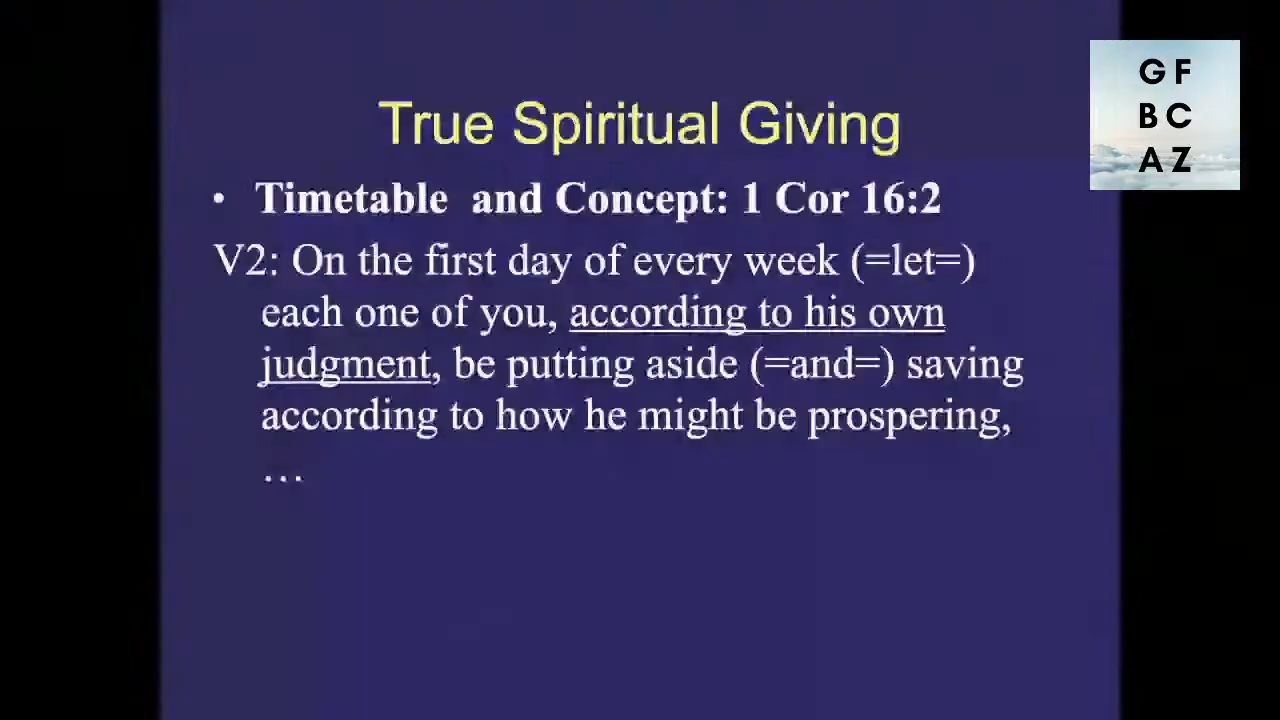 True Spiritual Giving
G F
B C
A Z
• Timetable and Concept: 1 Cor 16:2
V2: On the first day of every week (=let=)
each one of you, according to his own
judgment, be putting aside (=and=) saving
according to how he might be prospering,
…